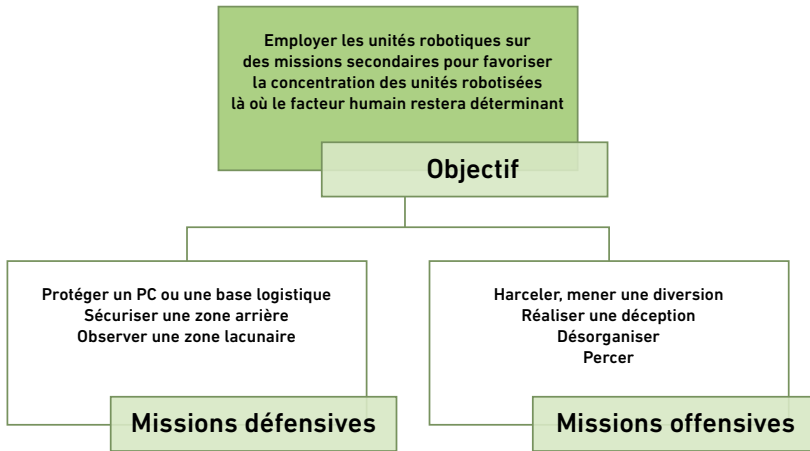 Employer les unités robotiques sur
des missions secondaires pour favoriser
la concentration des unités robotisées
là où le facteur humain restera déterminant
Objectif
Protéger un PC ou une base logistique
Sécuriser une zone arrière
Observer une zone lacunaire
Missions défensives
Harceler, mener une diversion
Réaliser une déception
Désorganiser
Percer
Missions offensives